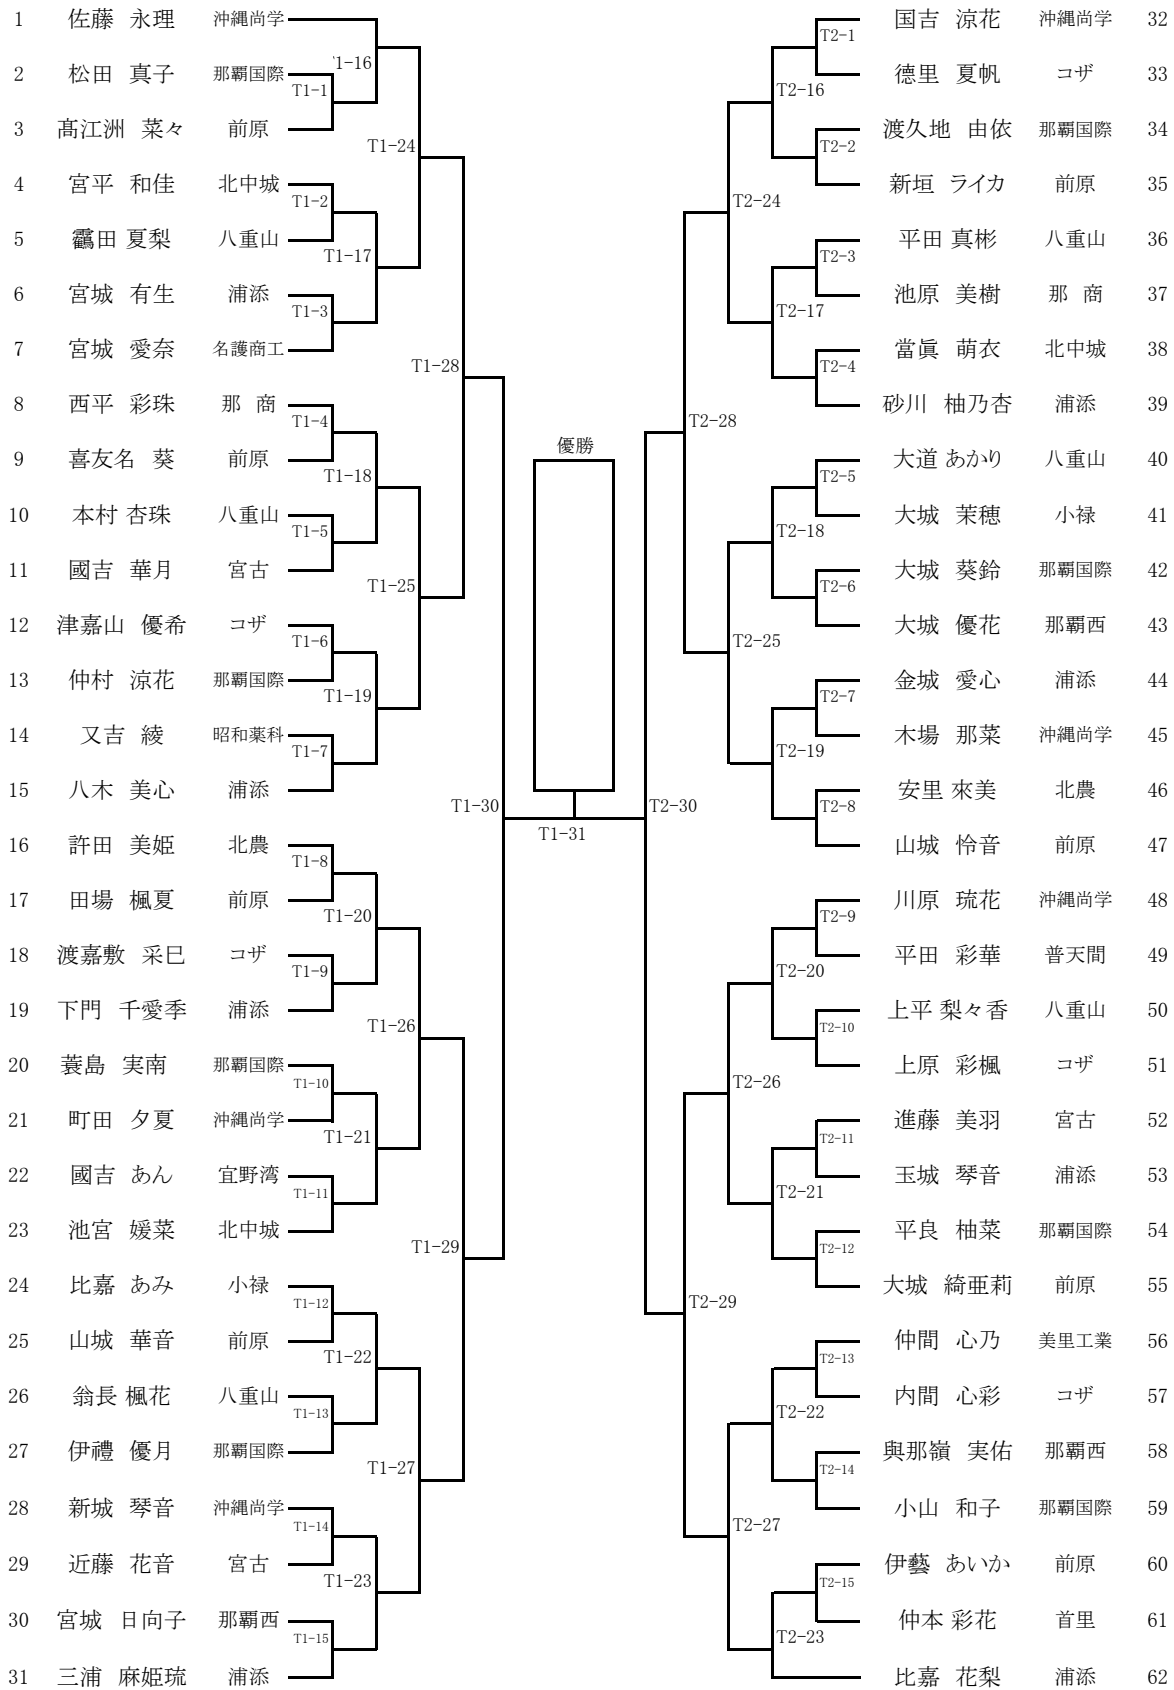 1 佐藤 永理 沖縄尚学
2 松田 真子 那覇国際
3 髙江洲 菜々 前原
4 宮平 和佳 北中城
5 靍田 夏梨 八重山
6 宮城 有生 浦添
7 宮城 愛奈 名護商工
8 西平 彩珠 那 商
9 喜友名 葵 前原
10 本村 杏珠 八重山
11 國吉 華月 宮古
12 津嘉山 優希 コザ
13 仲村 涼花 那覇国際
14 又吉 綾 昭和薬科
15 八木 美心 浦添
16 許田 美姫 北農
17 田場 楓夏 前原
18 渡嘉敷 采巳 コザ
19 下門 千愛季 浦添
20 蓑島 実南 那覇国際
21 町田 夕夏 沖縄尚学
22 國吉 あん 宜野湾
23 池宮 媛菜 北中城
24 比嘉 あみ 小禄
25 山城 華音 前原
26 翁長 楓花 八重山
27 伊禮 優月 那覇国際
28 新城 琴音 沖縄尚学
29 近藤 花音 宮古
30 宮城 日向子 那覇西
31 三浦 麻姫琉 浦添
T1-1
T1-2
T1-3
T1-4
T1-5
T1-6
T1-7
T1-8
T1-9
T1-10
T1-11
T1-12
T1-13
T1-14
T1-15
1-16
T1-17
T1-18
T1-19
T1-20
T1-21
T1-22
T1-23
T1-24
T1-25
T1-26
T1-27
T1-28
T1-29
T1-30
優勝
T1-31
T2-30
T2-28
T2-29
T2-24
T2-25
T2-26
T2-27
T2-16
T2-17
T2-18
T2-19
T2-20
T2-21
T2-22
T2-23
T2-1
T2-2
T2-3
T2-4
T2-5
T2-6
T2-7
T2-8
T2-9
T2-10
T2-11
T2-12
T2-13
T2-14
T2-15
国吉 涼花 沖縄尚学 32
德里 夏帆 コザ 33
渡久地 由依 那覇国際 34
新垣 ライカ 前原 35
平田 真彬 八重山 36
池原 美樹 那 商 37
當眞 萌衣 北中城 38
砂川 柚乃杏 浦添 39
大道 あかり 八重山 40
大城 茉穂 小禄 41
大城 葵鈴 那覇国際 42
大城 優花 那覇西 43
金城 愛心 浦添 44
木場 那菜 沖縄尚学 45
安里 來美 北農 46
山城 怜音 前原 47
川原 琉花 沖縄尚学 48
平田 彩華 普天間 49
上平 梨々香 八重山 50
上原 彩楓 コザ 51
進藤 美羽 宮古 52
玉城 琴音 浦添 53
平良 柚菜 那覇国際 54
大城 綺亜莉 前原 55
仲間 心乃 美里工業 56
内間 心彩 コザ 57
與那嶺 実佑 那覇西 58
小山 和子 那覇国際 59
伊藝 あいか 前原 60
仲本 彩花 首里 61
比嘉 花梨 浦添 62